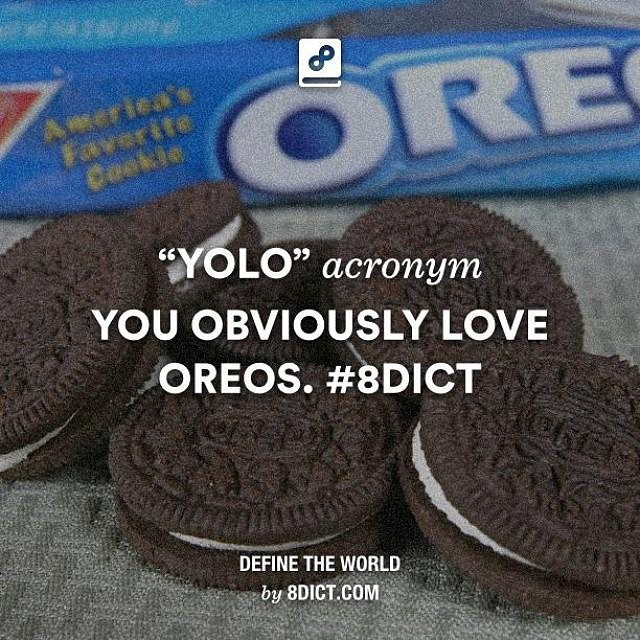 America's
Favorite
Cookie
OREO
“YOLO” acronym
YOU OBVIOUSLY LOVE
OREOS. #8DICT
DEFINE THE WORLD
by 8DICT.COM